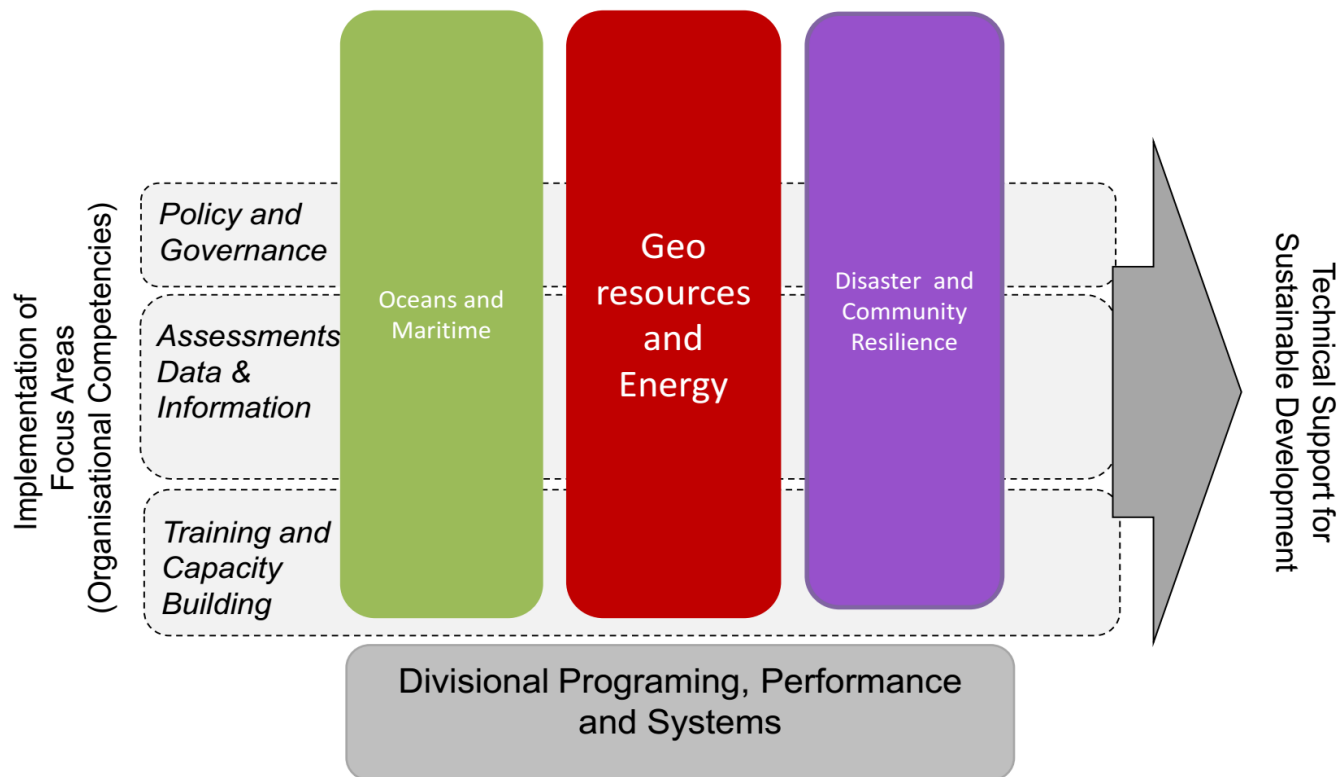 Implementation of
Focus Areas
(Organisational Competencies)
Policy and
Governance
Assessments
Data &
Information
Training and
Capacity
Building
Oceans and
Maritime
Geo
resources
and
Energy
Disaster and
Community
Resilience
Technical Support for
Sustainable Development
Divisional Programing, Performance
and Systems